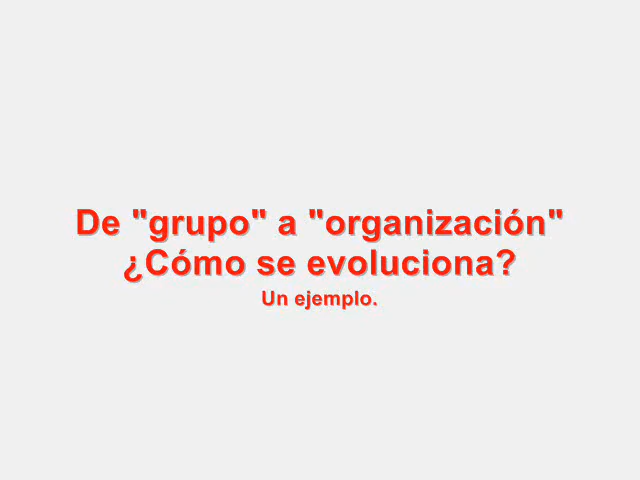 De "grupo" a "organización"
¿Cómo se evoluciona?
Un ejemplo.